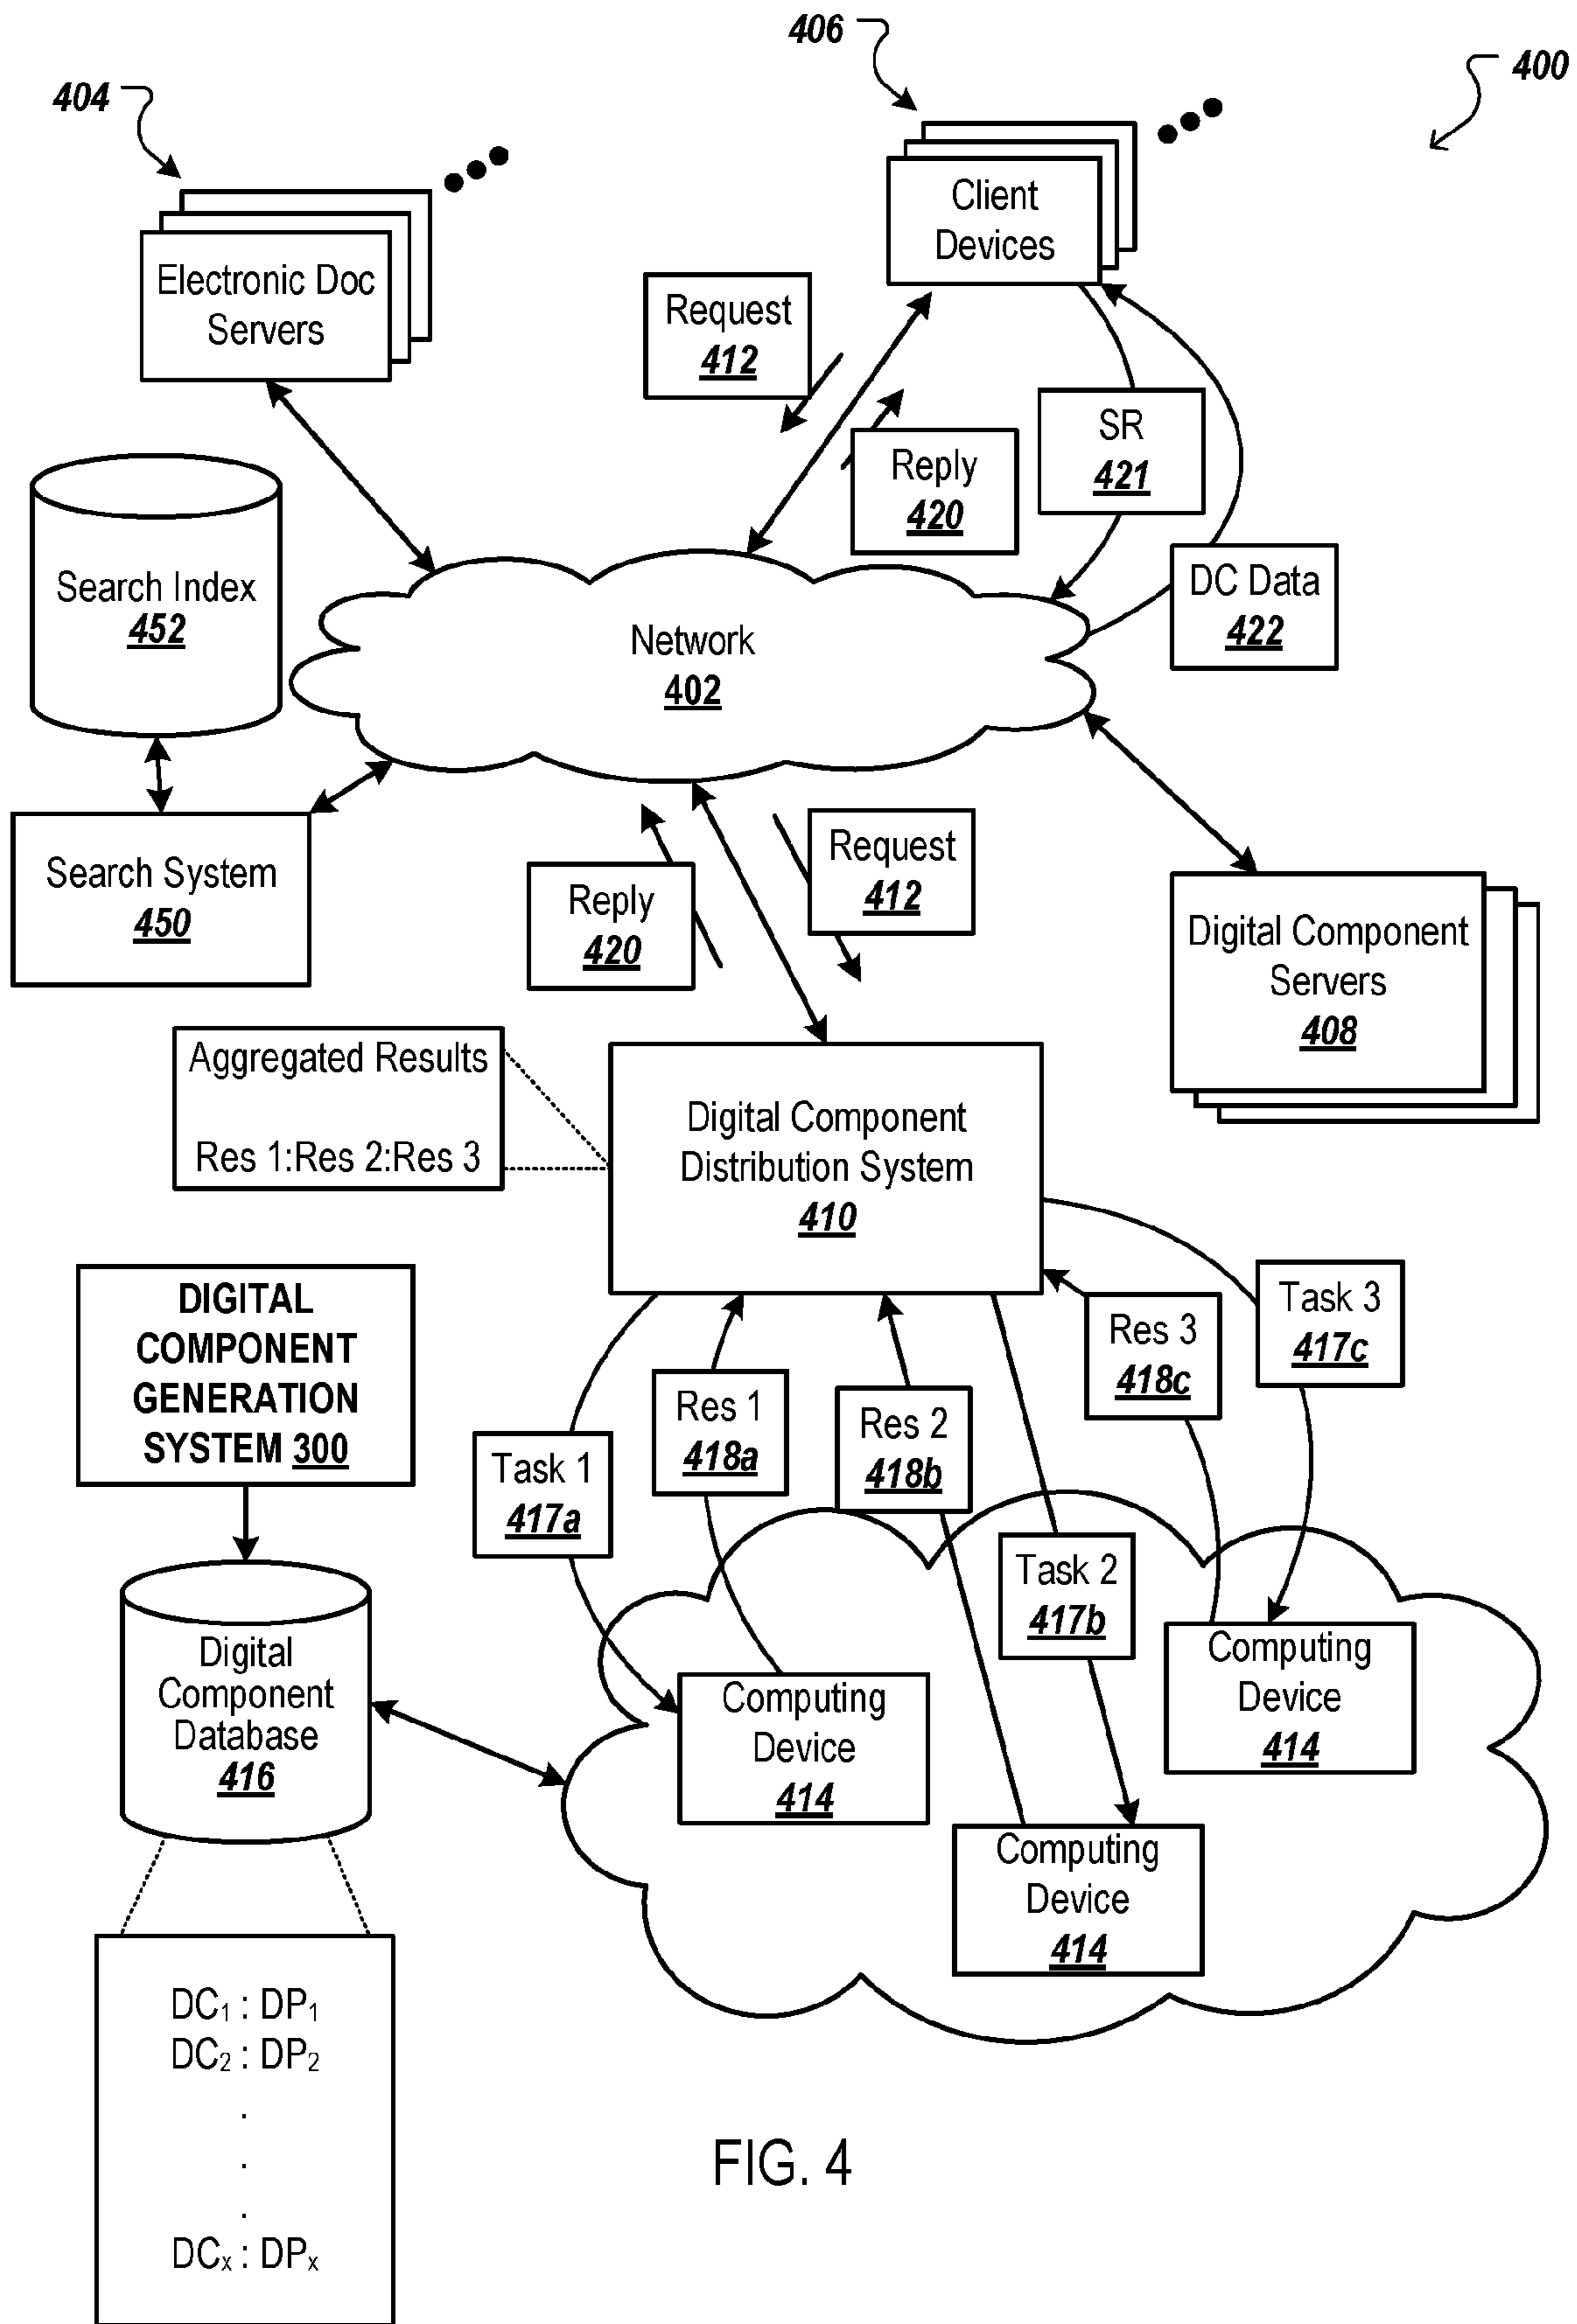 406
400
404
Client
Devices
Electronic Doc
Servers
Request
412
SR
421
Reply
420
DC Data
422
Search Index
452
Network
402
Search System
450
Reply
420
Request
412
Digital Component
Servers
408
Aggregated Results
Res 1:Res 2:Res 3
Digital Component
Distribution System
410
DIGITAL
COMPONENT
GENERATION
SYSTEM 300
Task 3
417c
Res 3
418c
Res 1
418a
Res 2
418b
Task 1
417a
Task 2
417b
Digital
Component
Database
416
Computing
Device
414
Computing
Device
414
Computing
Device
414
DC₁ : DP₁
DC₂ : DP₂
.
.
.
DCₓ : DPₓ
FIG. 4